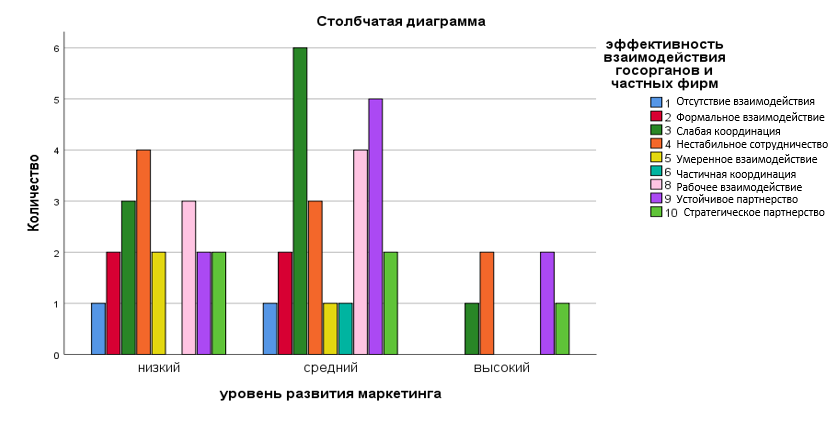 Столбчатая диаграмма
эффективность
взаимодействия
госорганов и
частных фирм
1 Отсутствие взаимодействия
2 Формальное взаимодействие
3 Слабая координация
4 Нестабильное сотрудничество
5 Умеренное взаимодействие
6 Частичная координация
8 Рабочее взаимодействие
9 Устойчивое партнерство
10 Стратегическое партнерство
Количество
6
5
4
3
2
1
0
низкий средний высокий
уровень развития маркетинга